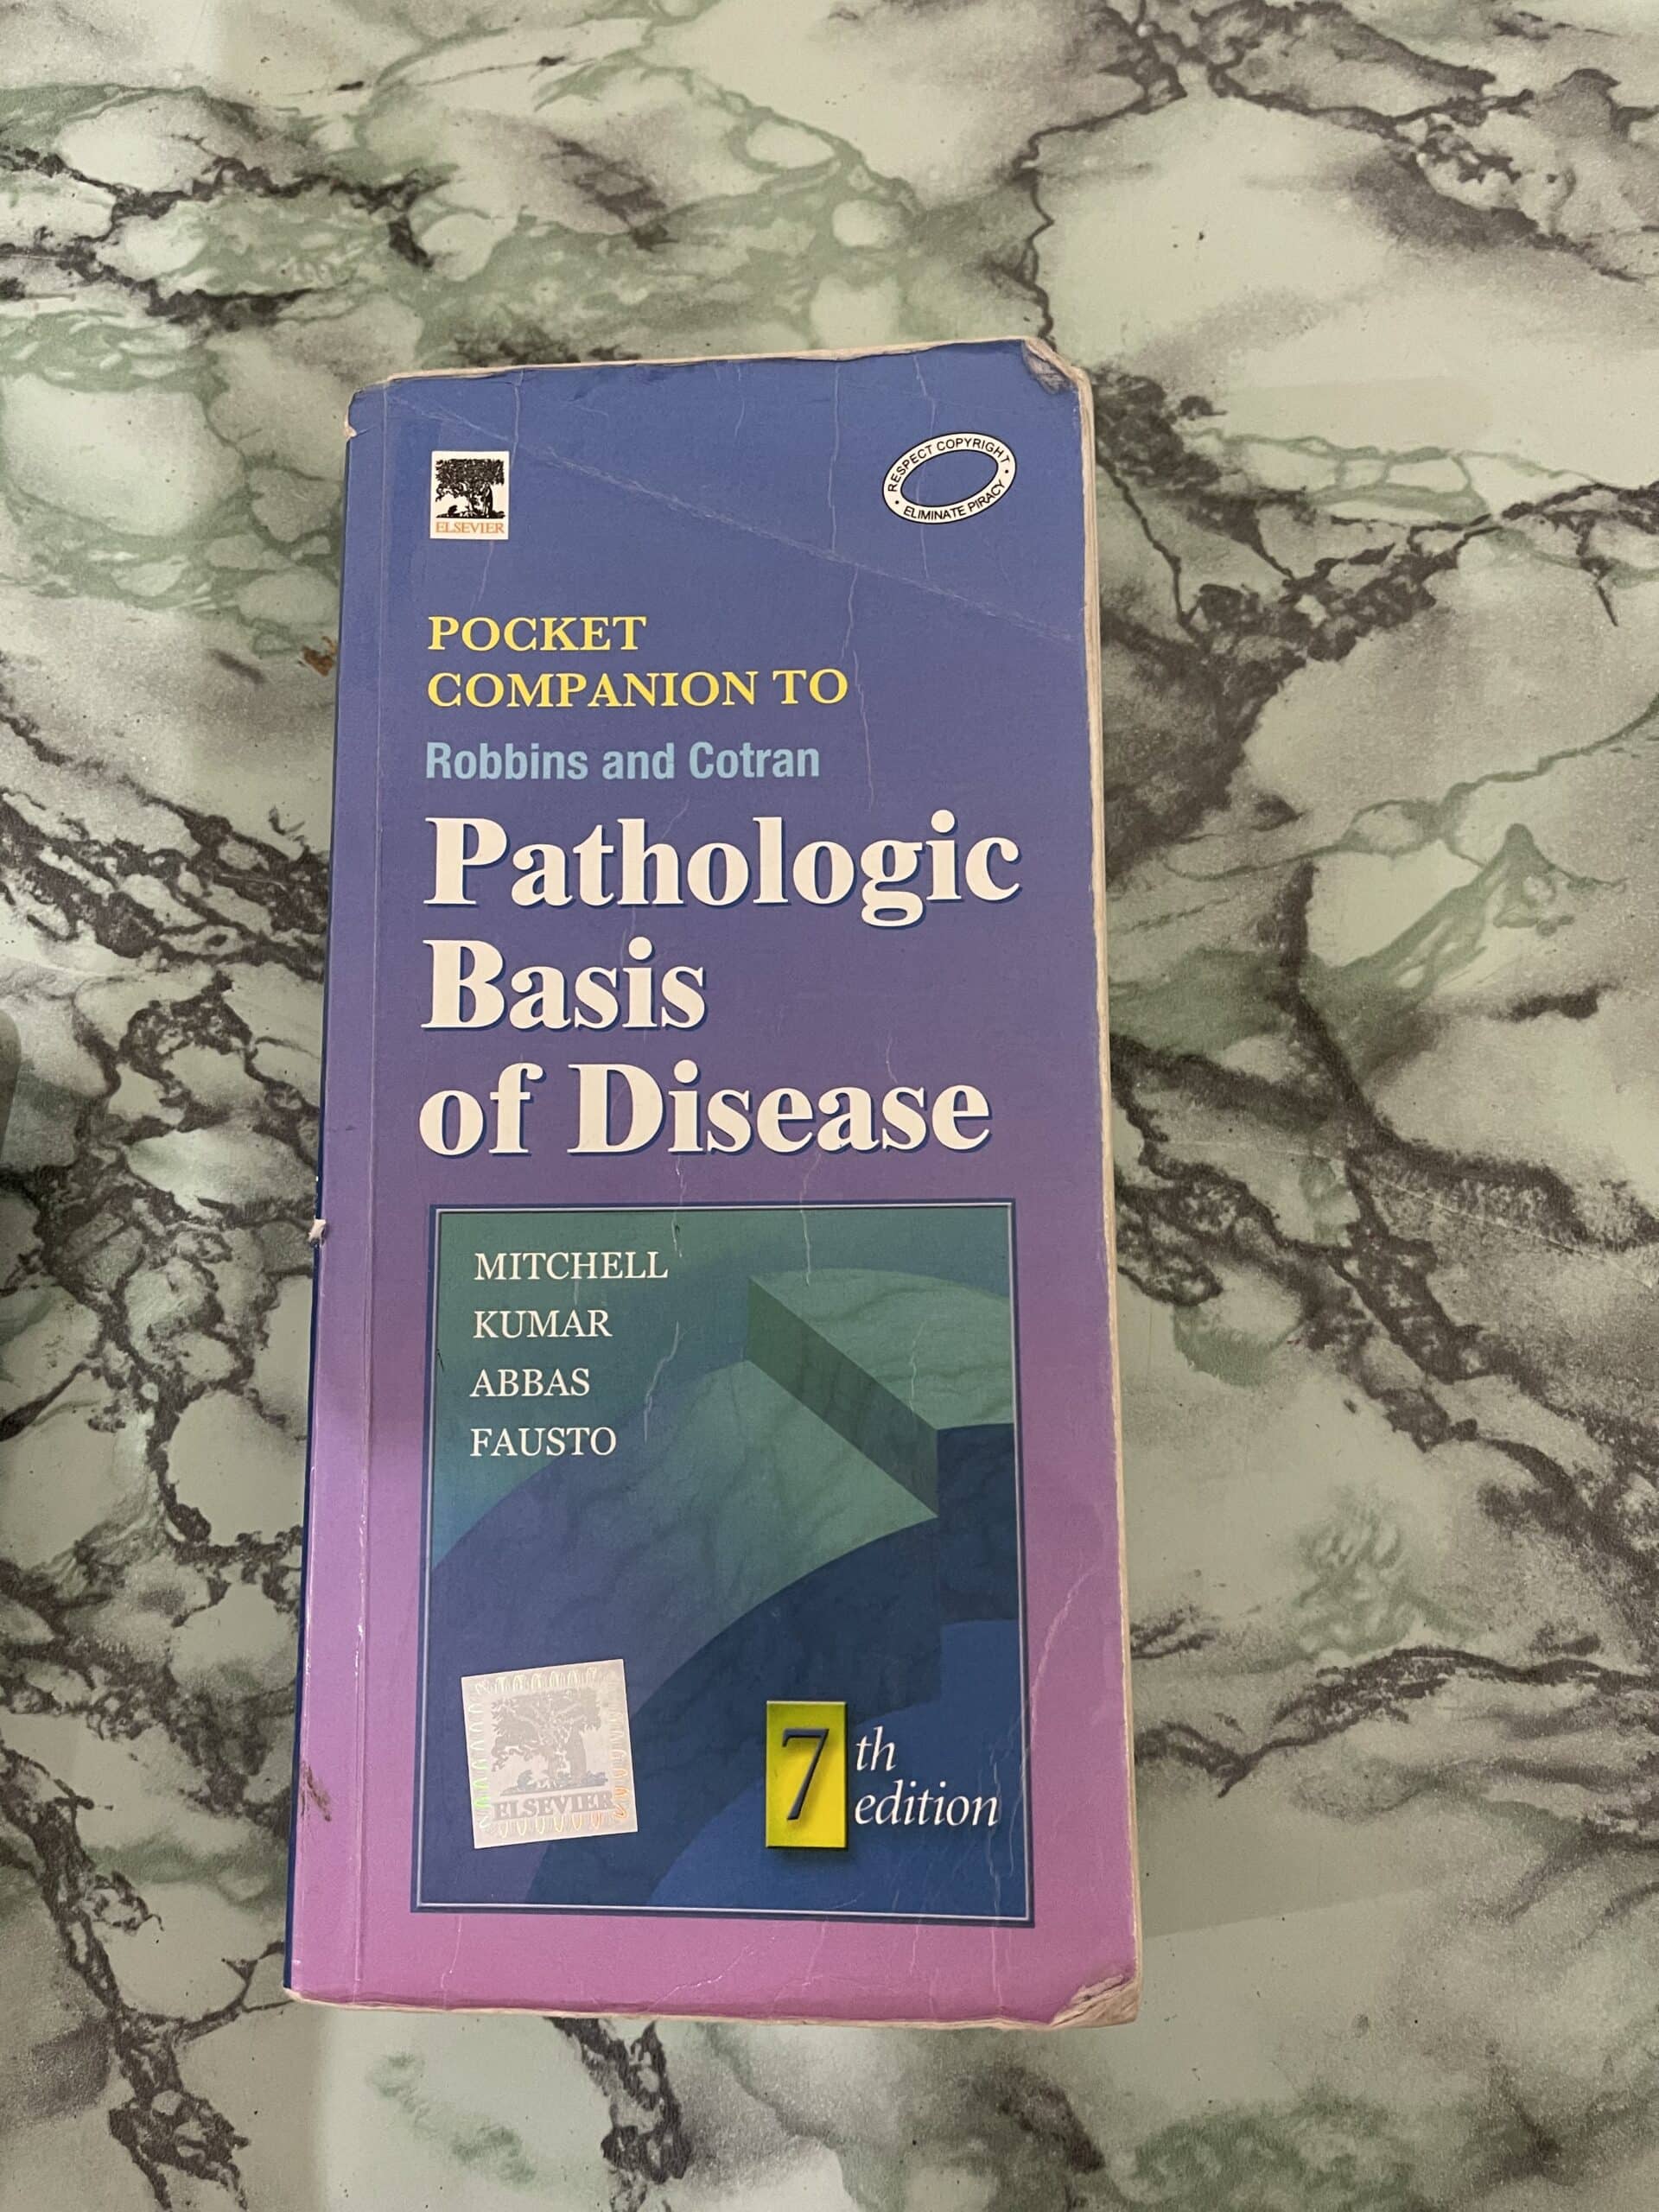 ELSEVIER
RESPECT COPYRIGHT
ELIMINATE PIRACY
POCKET
COMPANION TO
Robbins and Cotran
Pathologic
Basis
of Disease
MITCHELL
KUMAR
ABBAS
FAUSTO
ELSEVIER
7th
edition